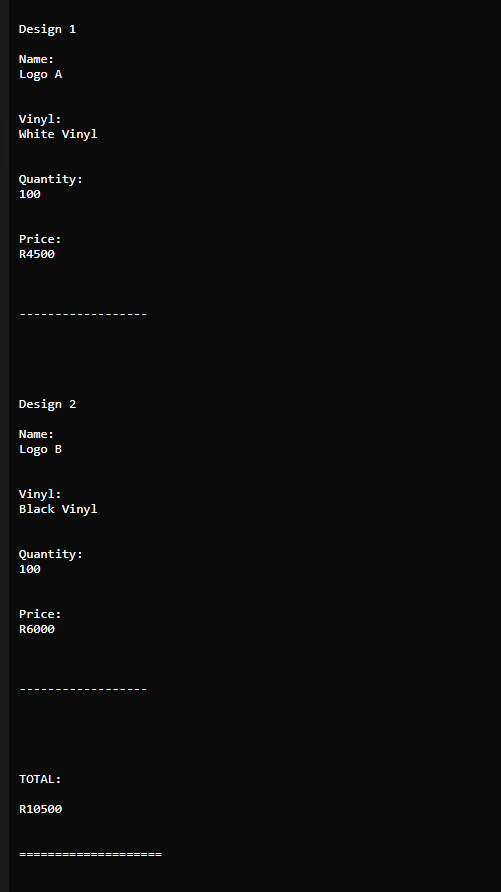 Design 1
Name:
Logo A
Vinyl:
White Vinyl
Quantity:
100
Price:
R4500
------------------
Design 2
Name:
Logo B
Vinyl:
Black Vinyl
Quantity:
100
Price:
R6000
------------------
TOTAL:
R10500
====================